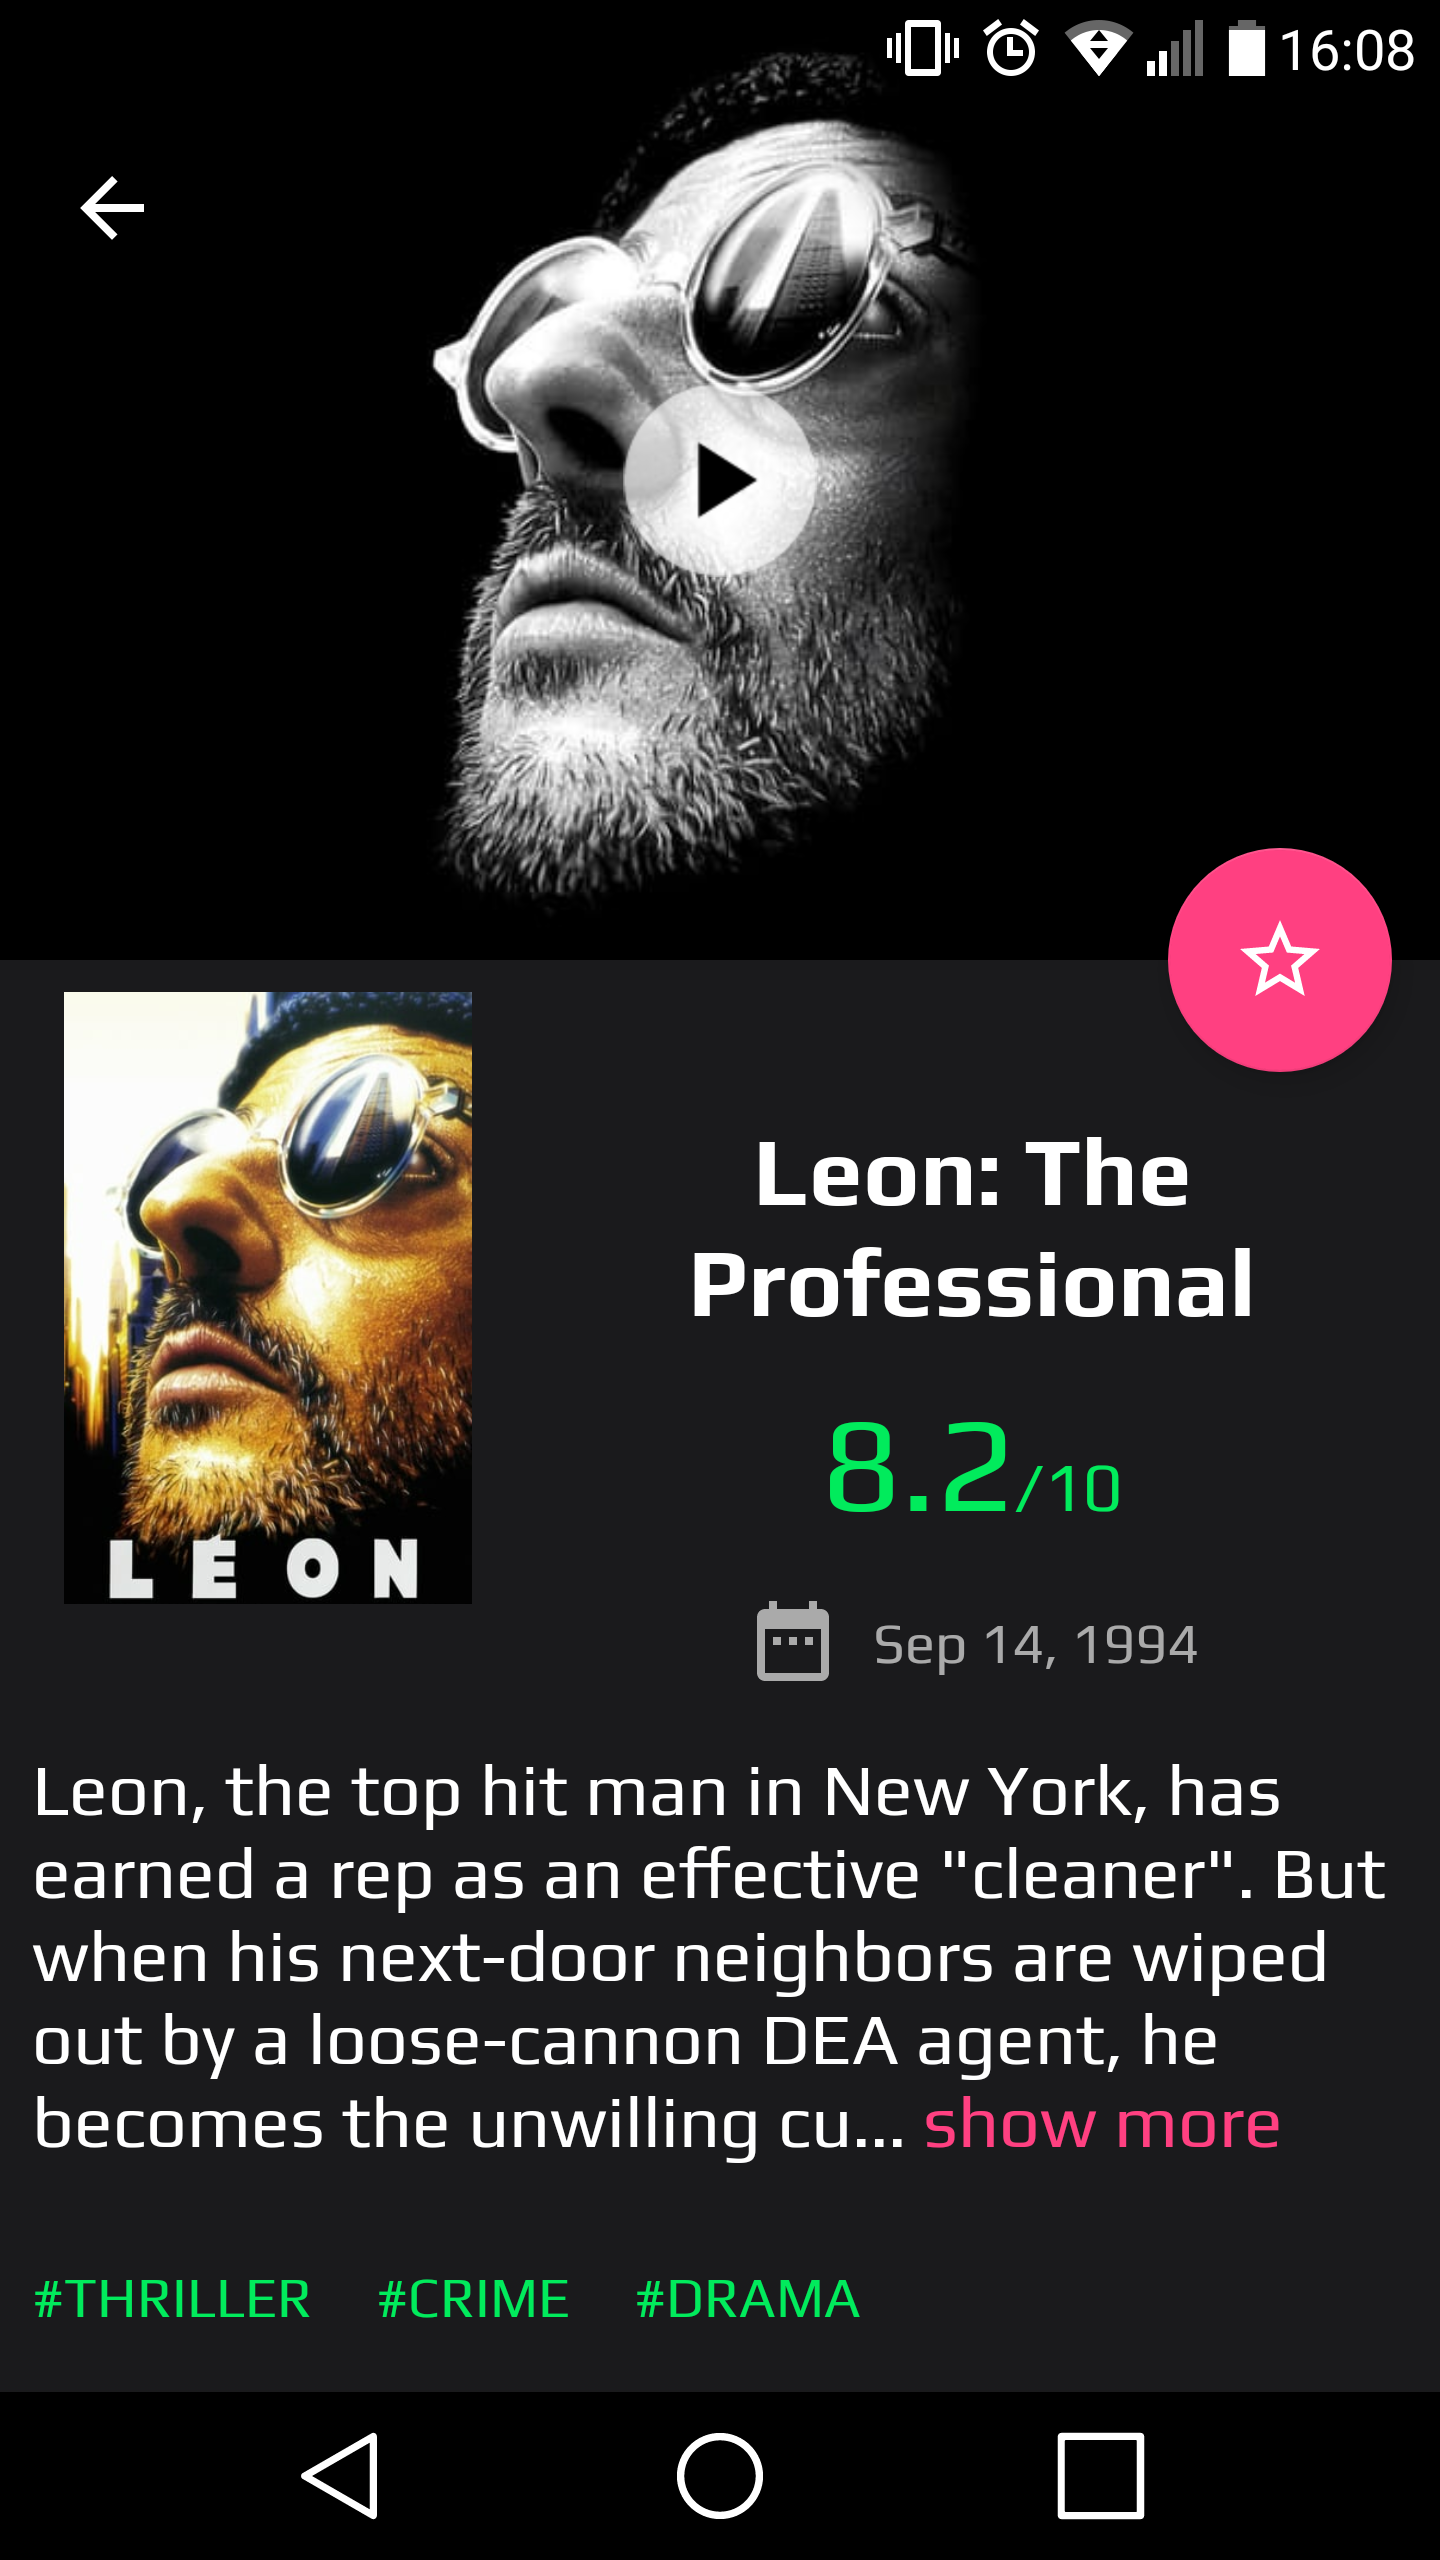 16:08
LEON
Leon: The
Professional
8.2/10
Sep 14, 1994
Leon, the top hit man in New York, has
earned a rep as an effective "cleaner". But
when his next-door neighbors are wiped
out by a loose-cannon DEA agent, he
becomes the unwilling cu... show more
#THRILLER #CRIME #DRAMA